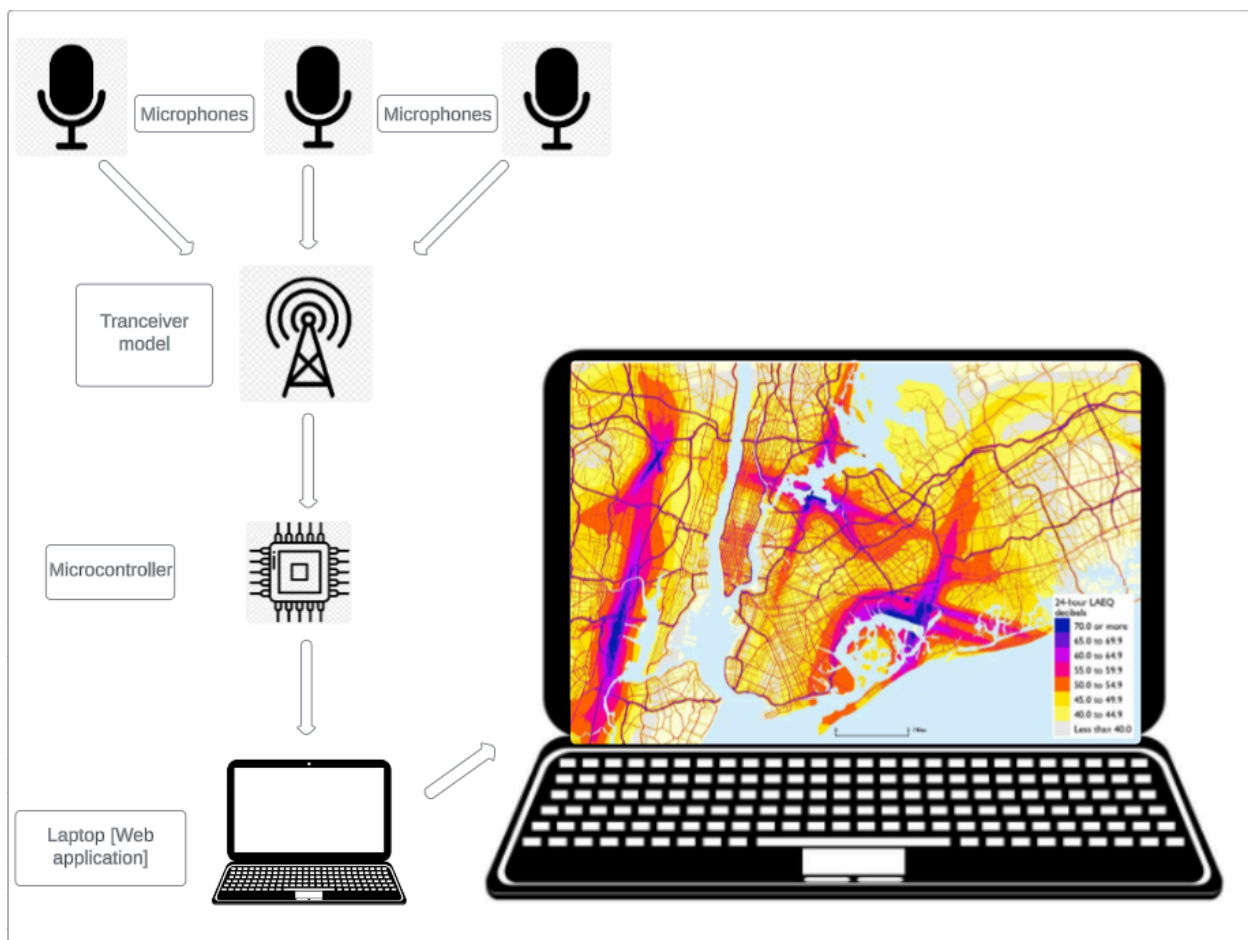 Microphones
Microphones
Tranceiver
model
Microcontroller
Laptop [Web
application]
24-hour LAEQ
decibels
70.0 or more
65.0 to 69.9
60.0 to 64.9
55.0 to 59.9
50.0 to 54.9
45.0 to 49.9
40.0 to 44.9
Less than 40.0